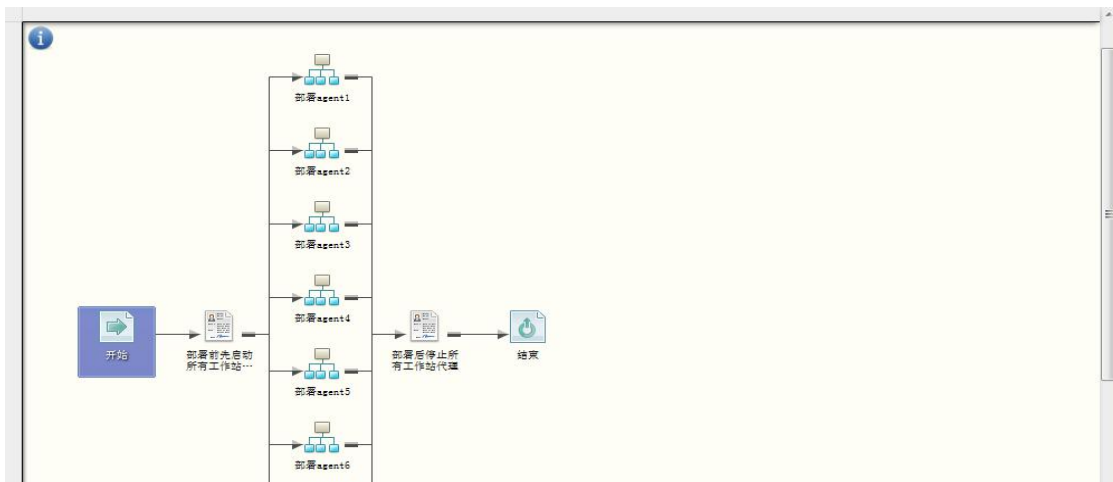 部署agent1
部署agent2
部署agent3
部署agent4
开始
部署前先启动
所有工作站…
部署后停止所
有工作站代理
结束
部署agent5
部署agent6